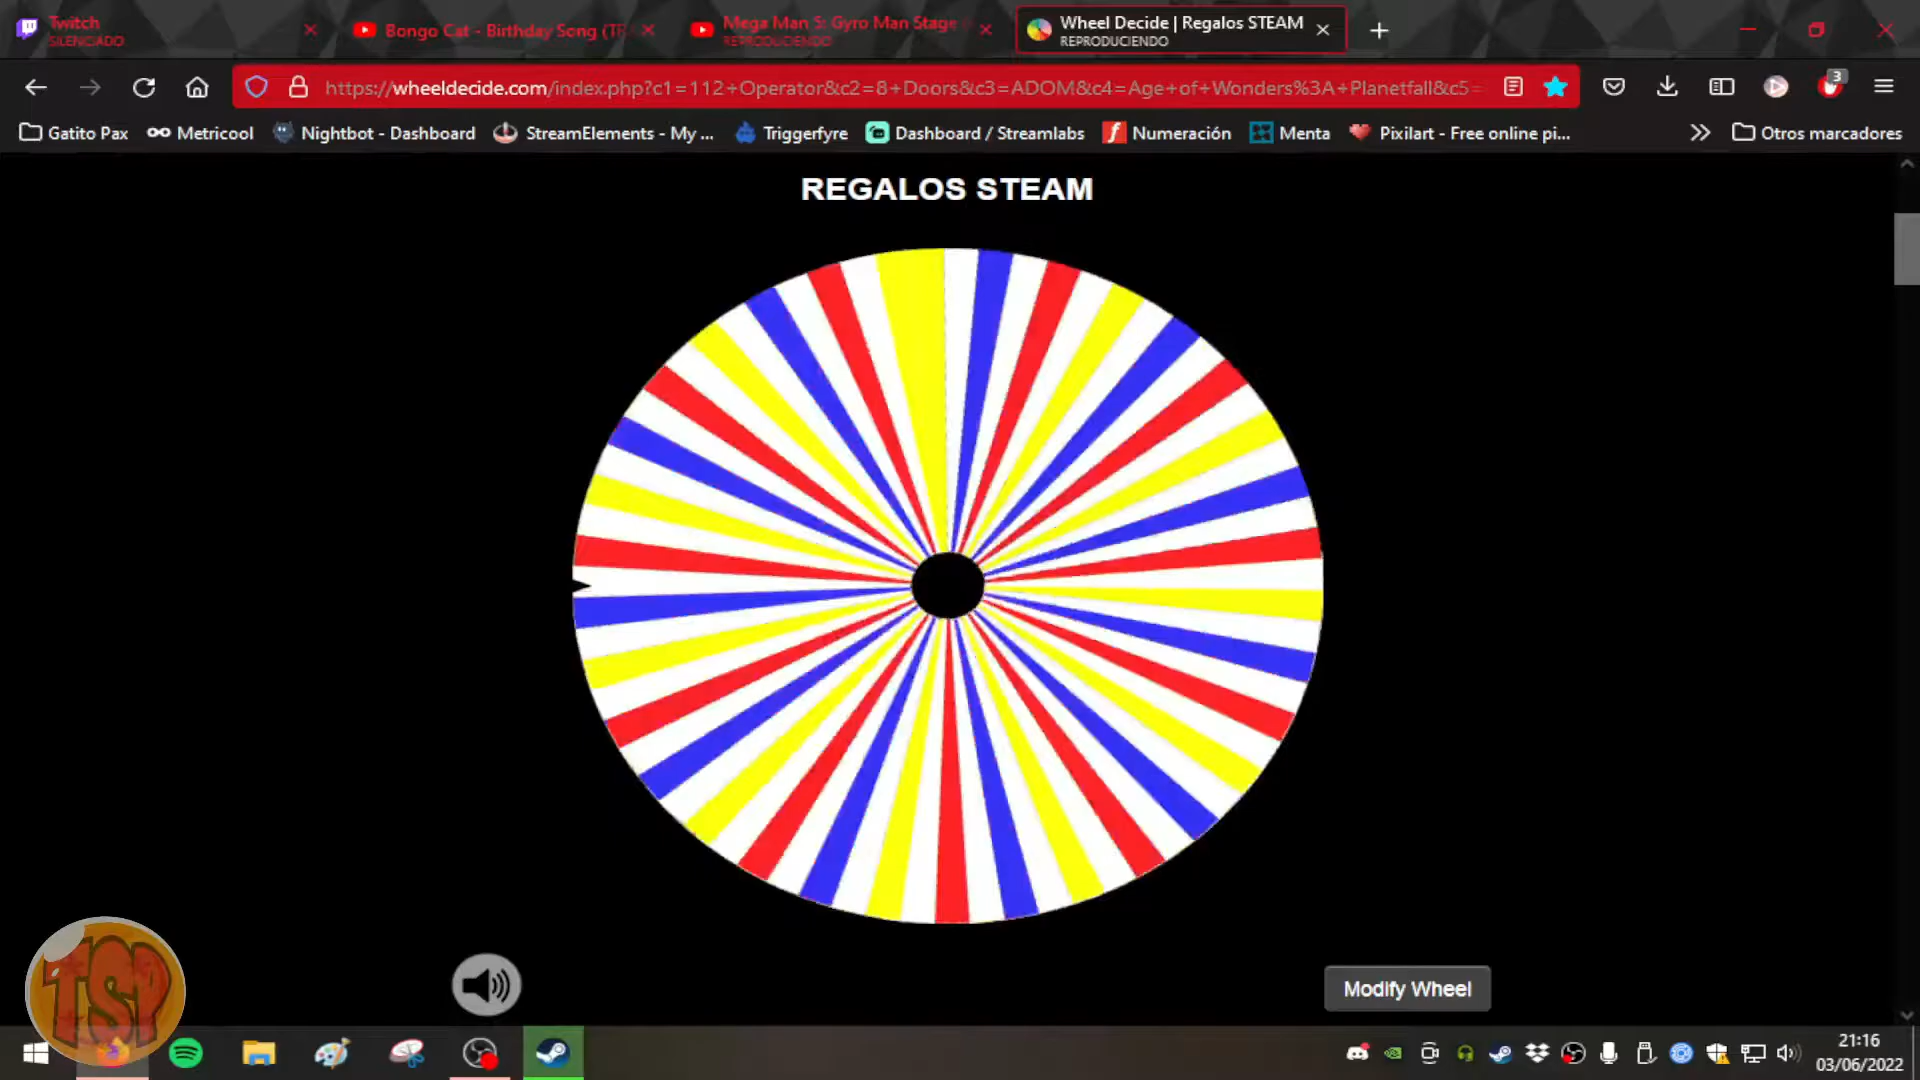 Twitch
SILENCIADO
Bongo Cat - Birthday Song (TR
Mega Man 5: Gyro Man Stage
REPRODUCIENDO
Wheel Decide | Regalos STEAM
REPRODUCIENDO
https://wheeldecide.com/index.php?c1=112+Operator&c2=8+Doors&c3=ADOM&c4=Age+of+Wonders%3A+Planetfall&c5=
3
Gatito Pax
Metricool
Nightbot - Dashboard
StreamElements - My ...
Triggerfyre
Dashboard / Streamlabs
Numeración
Menta
Pixilart - Free online pi...
Otros marcadores
REGALOS STEAM
Modify Wheel
TSP
21:16
03/06/2022